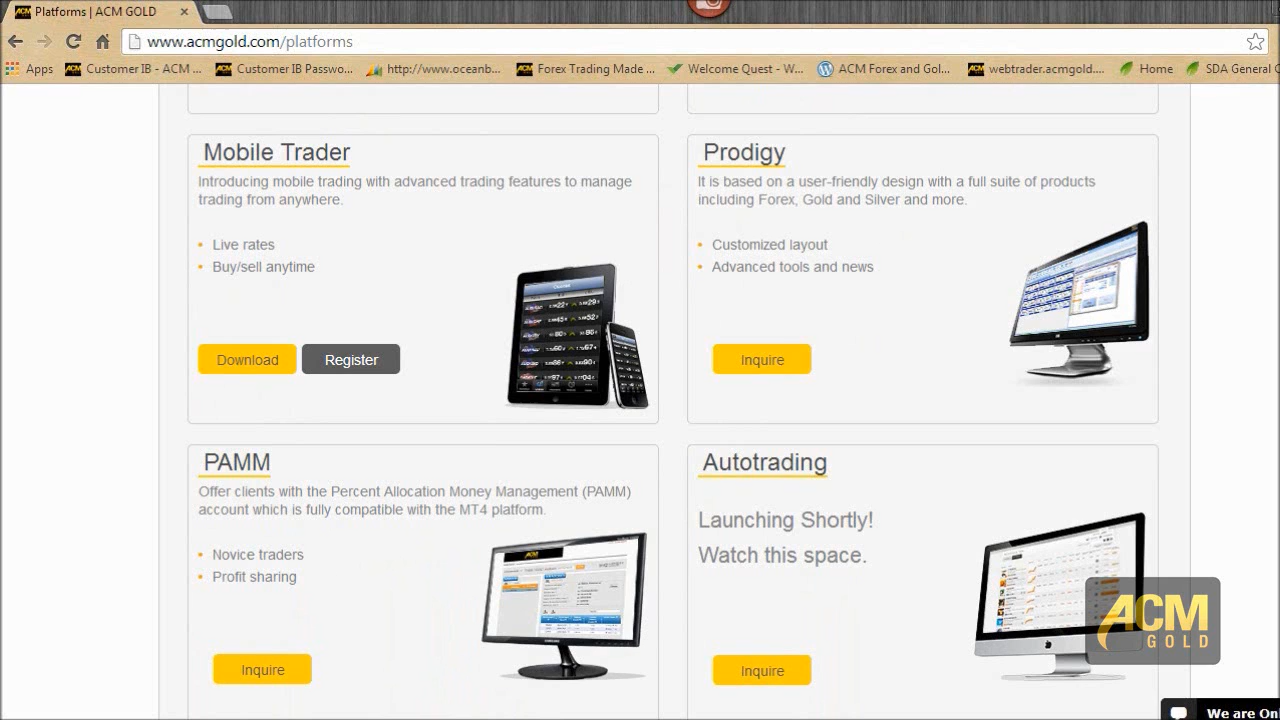 Platforms | ACM GOLD
www.acmgold.com/platforms
Apps
Customer IB - ACM ...
Customer IB Passwo...
http://www.oceanb...
Forex Trading Made ...
Welcome Quest - W...
ACM Forex and Gol...
webtrader.acmgold....
Home
SDA General C
Mobile Trader
Introducing mobile trading with advanced trading features to manage
trading from anywhere.
Live rates
Buy/sell anytime
Download
Register
Prodigy
It is based on a user-friendly design with a full suite of products
including Forex, Gold and Silver and more.
Customized layout
Advanced tools and news
Inquire
PAMM
Offer clients with the Percent Allocation Money Management (PAMM)
account which is fully compatible with the MT4 platform.
Novice traders
Profit sharing
Inquire
Autotrading
Launching Shortly!
Watch this space.
Inquire
ACM
GOLD
We are On